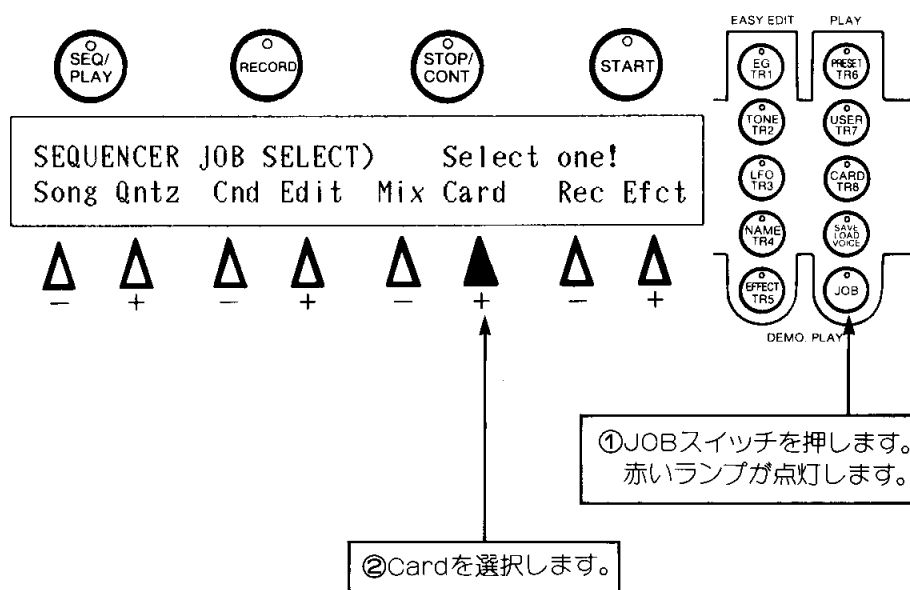 SEQ/
PLAY
RECORD
STOP/
CONT
START
EASY EDIT
PLAY
EG
TR1
PRESET
TR6
TONE
TR2
USER
TR7
LFO
TR3
CARD
TR8
NAME
TR4
SAVE
LOAD
VOICE
EFFECT
TR5
JOB
DEMO. PLAY
SEQUENCER JOB SELECT) Select one!
Song Qntz Cnd Edit Mix Card Rec Efct
− + − + − + − +
①JOBスイッチを押します。
赤いランプが点灯します。
②Cardを選択します。